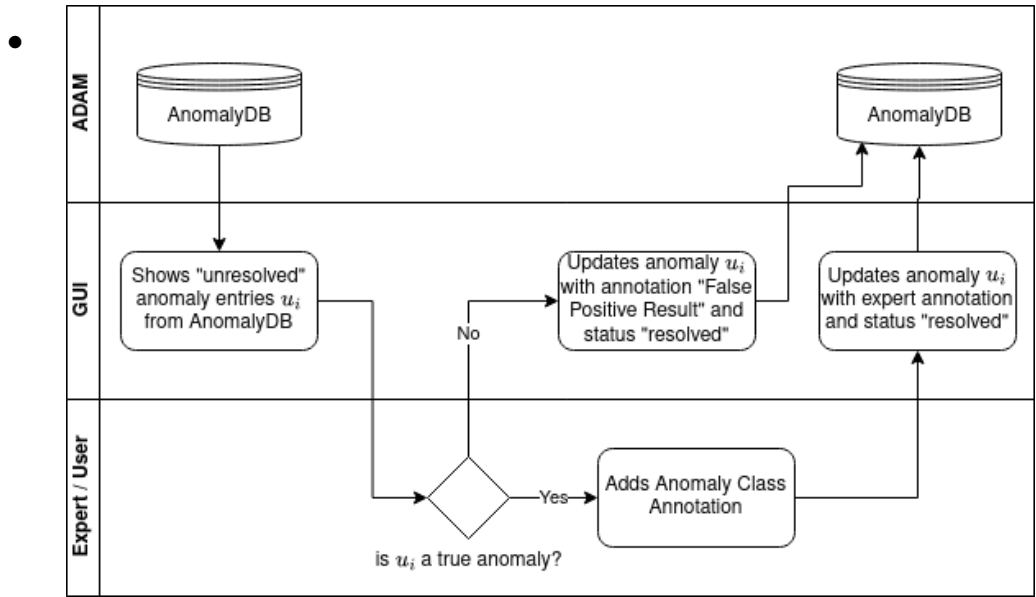 ADAM
AnomalyDB
AnomalyDB
GUI
Shows "unresolved"
anomaly entries u_i
from AnomalyDB
Updates anomaly u_i
with annotation "False
Positive Result" and
status "resolved"
Updates anomaly u_i
with expert annotation
and status "resolved"
No
Expert / User
Yes
Adds Anomaly Class
Annotation
is u_i a true anomaly?